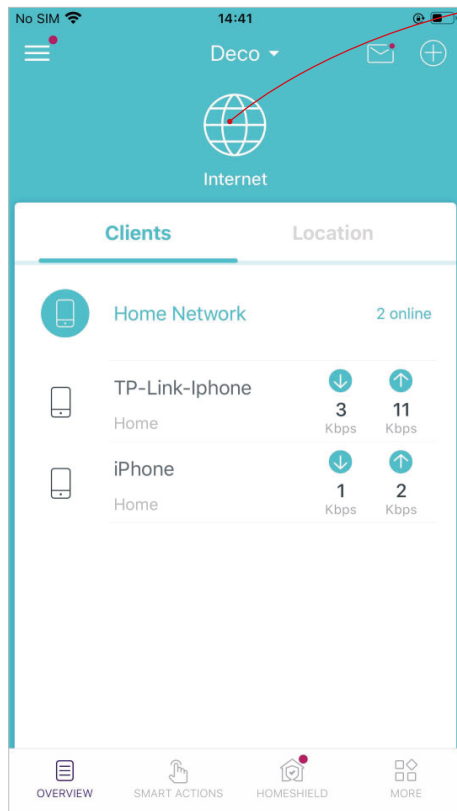 No SIM 14:41
Deco
Internet
Clients Location
Home Network 2 online
TP-Link-Iphone
Home
3 11
Kbps Kbps
iPhone
Home
1 2
Kbps Kbps
OVERVIEW SMART ACTIONS HOMESHIELD MORE